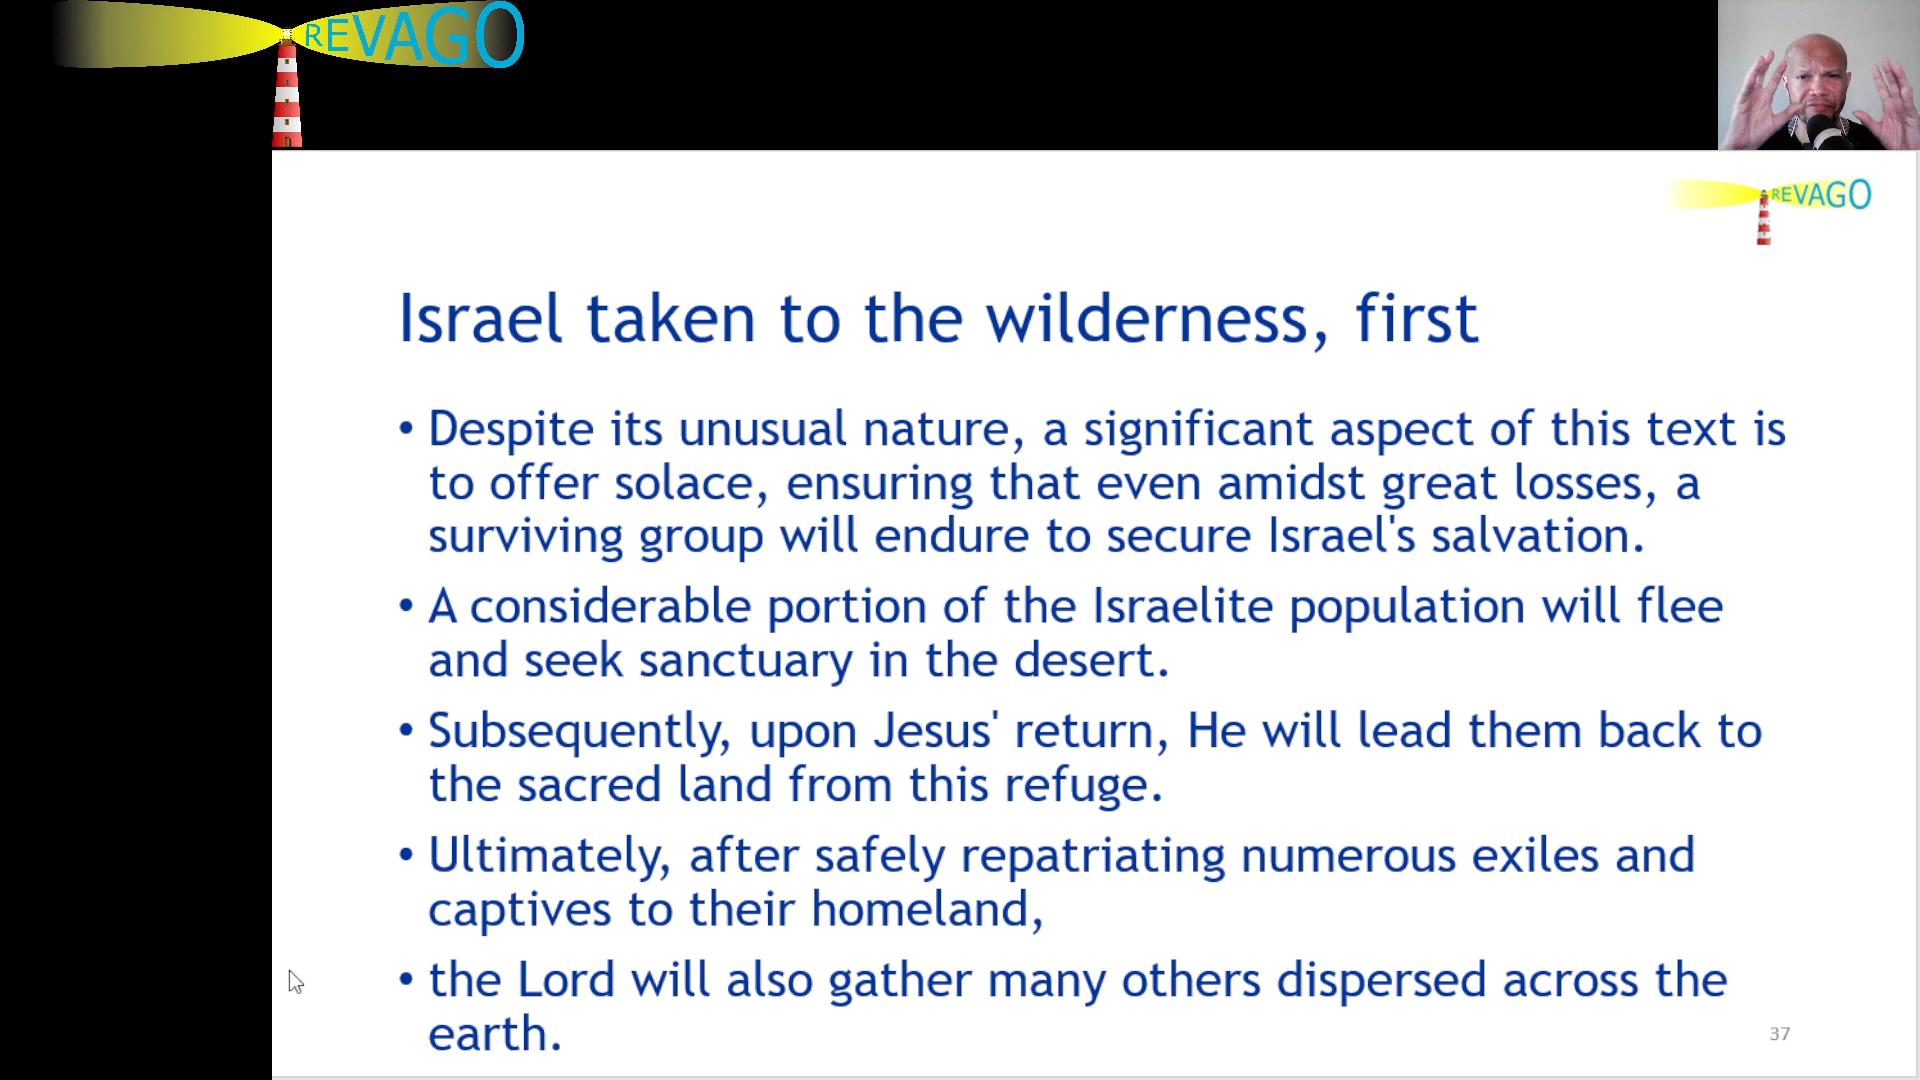 REVAGO
REVAGO
Israel taken to the wilderness, first
• Despite its unusual nature, a significant aspect of this text is
to offer solace, ensuring that even amidst great losses, a
surviving group will endure to secure Israel's salvation.
• A considerable portion of the Israelite population will flee
and seek sanctuary in the desert.
• Subsequently, upon Jesus' return, He will lead them back to
the sacred land from this refuge.
• Ultimately, after safely repatriating numerous exiles and
captives to their homeland,
• the Lord will also gather many others dispersed across the
earth.
37